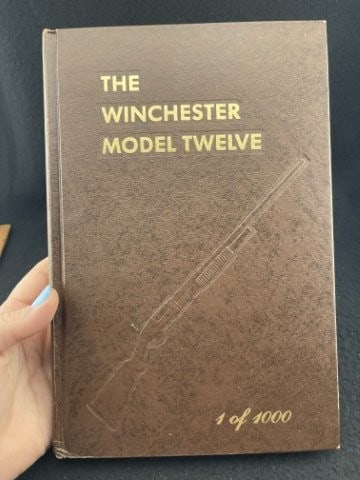 THE
WINCHESTER
MODEL TWELVE
1 of 1000